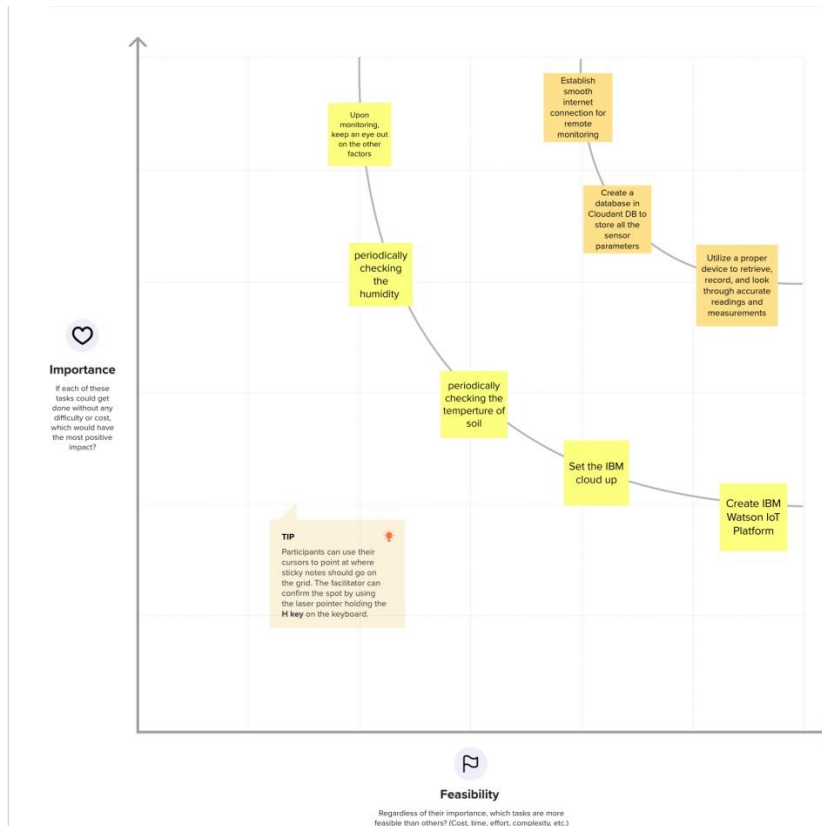 Upon
monitoring,
keep an eye out
on the other
factors
Establish
smooth
internet
connection for
remote
monitoring
Create a
database in
Cloudant DB to
store all the
sensor
parameters
Utilize a proper
device to retrieve,
record, and look
through accurate
readings and
measurements
periodically
checking
the
humidity
Importance
If each of these
tasks could get
done without any
difficulty or cost,
which would have
the most positive
impact?
periodically
checking the
temperture of
soil
Set the IBM
cloud up
Create IBM
Watson IoT
Platform
TIP
Participants can use their
cursors to point at where
sticky notes should go on
the grid. The facilitator can
confirm the spot by using
the laser pointer holding the
H key on the keyboard.
Feasibility
Regardless of their importance, which tasks are more
feasible than others? (Cost, time, effort, complexity, etc.)